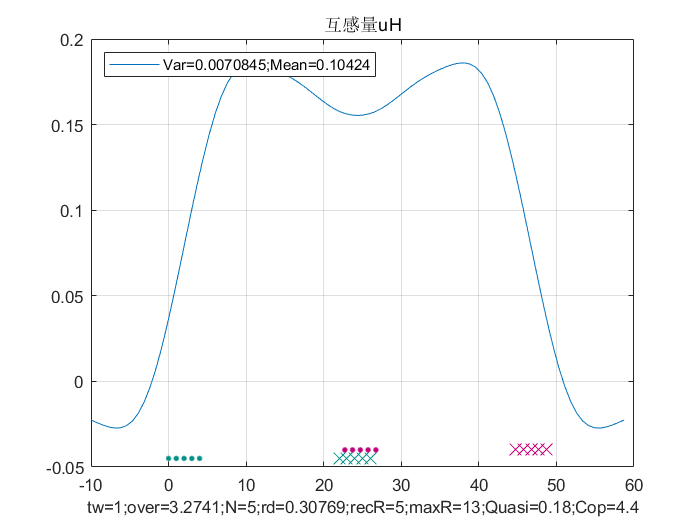 互感量uH
Var=0.0070845;Mean=0.10424
0.2
0.15
0.1
0.05
0
-0.05
-10 0 10 20 30 40 50 60
tw=1;over=3.2741;N=5;rd=0.30769;recR=5;maxR=13;Quasi=0.18;Cop=4.4